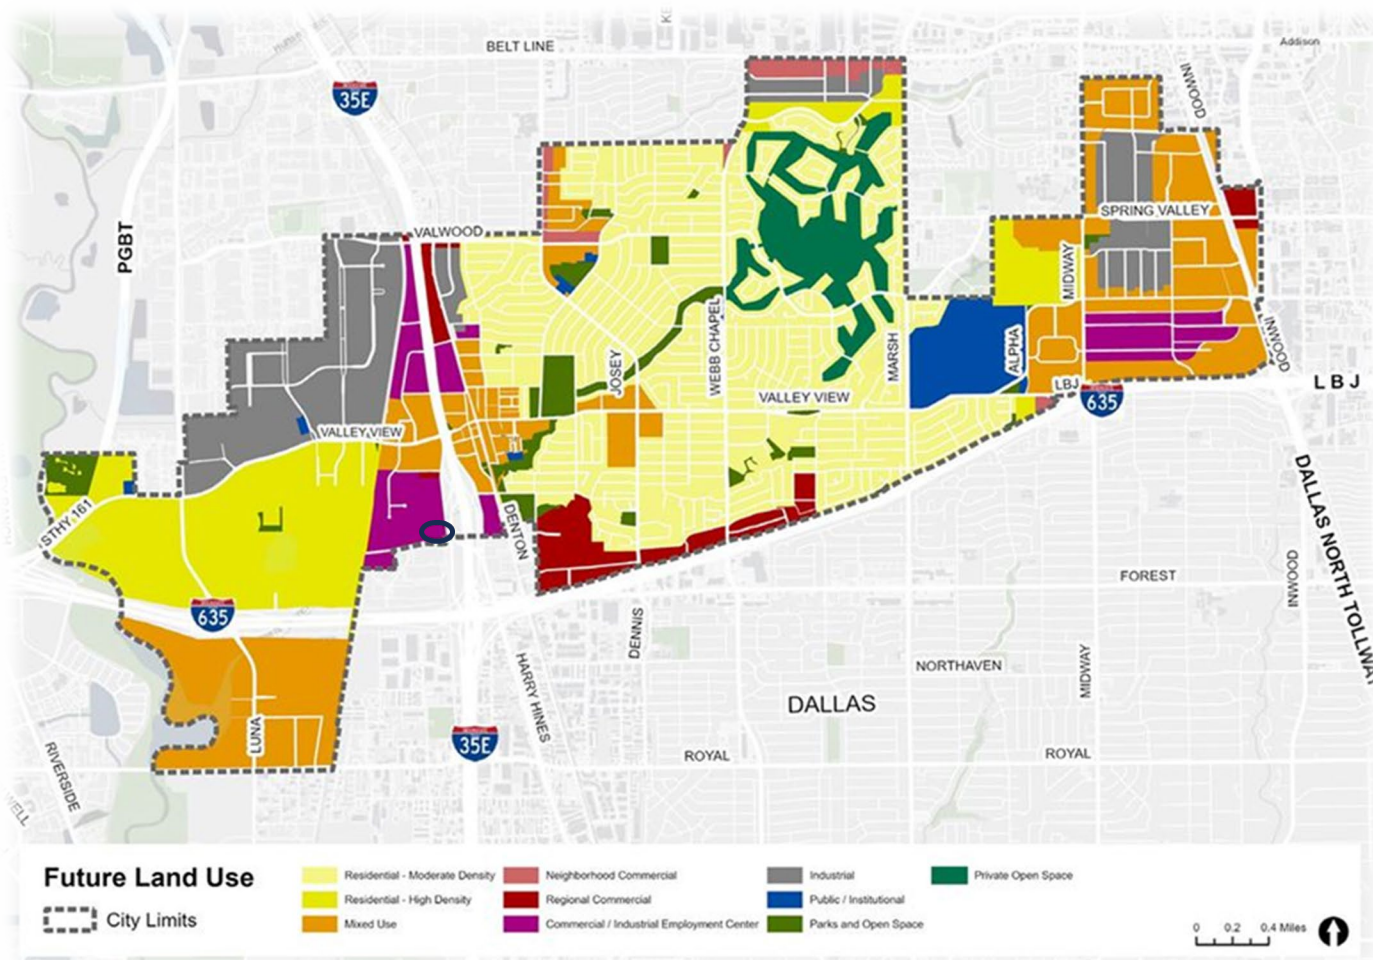 BELT LINE
Addison
INWOOD
35E
PGBT
VALWOOD
SPRING VALLEY
MIDWAY
INWOOD
WEBB CHAPEL
JOSEY
MARSH
ALPHA
VALLEY VIEW
LBJ
635
LBJ
VALLEY VIEW
STHY 161
DENTON
DALLAS NORTH TOLLWAY
635
FOREST
INWOOD
DENNIS
HARRY HINES
NORTHAVEN
MIDWAY
DALLAS
LUNA
35E
ROYAL
ROYAL
RIVERSIDE
WELL
Future Land Use
City Limits
Residential - Moderate Density
Residential - High Density
Mixed Use
Neighborhood Commercial
Regional Commercial
Commercial / Industrial Employment Center
Industrial
Public / Institutional
Parks and Open Space
Private Open Space
0 0.2 0.4 Miles